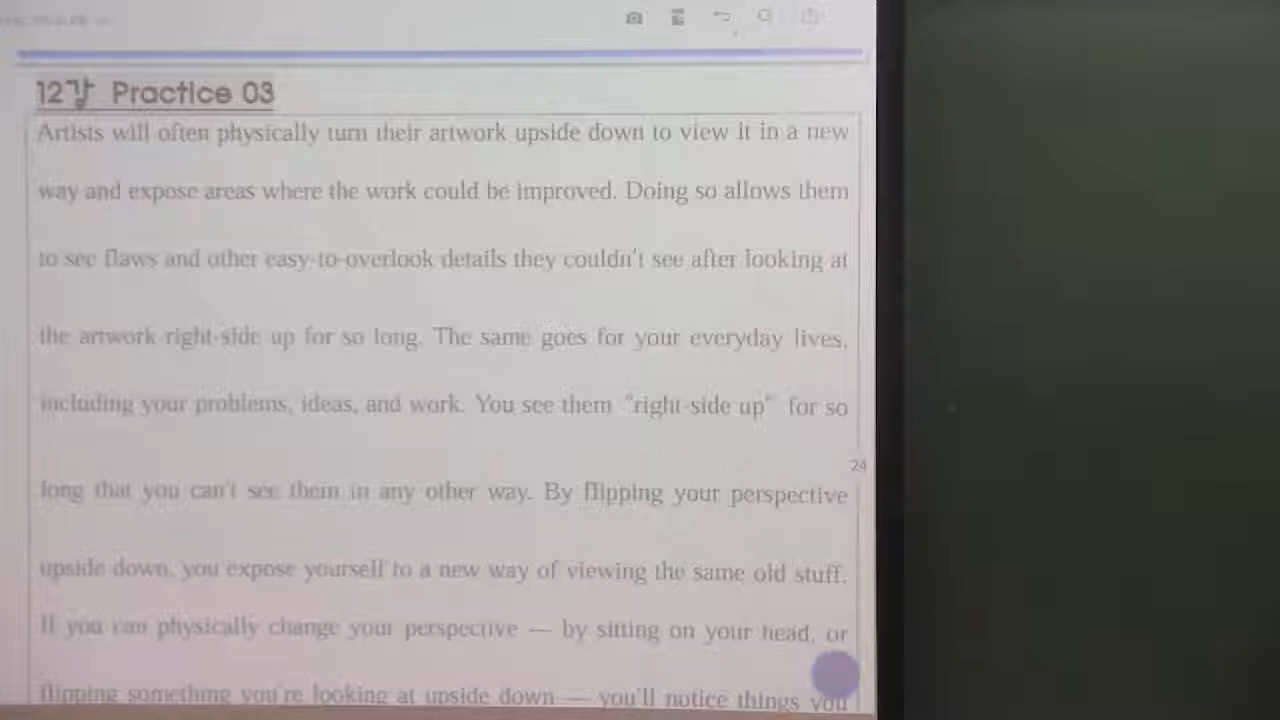 12강 Practice 03
Artists will often physically turn their artwork upside down to view it in a new
way and expose areas where the work could be improved. Doing so allows them
to see flaws and other easy-to-overlook details they couldn't see after looking at
the artwork right-side up for so long. The same goes for your everyday lives,
including your problems, ideas, and work. You see them "right-side up" for so
24
long that you can't see them in any other way. By flipping your perspective
upside down, you expose yourself to a new way of viewing the same old stuff.
If you can physically change your perspective — by sitting on your head, or
flipping something you're looking at upside down — you'll notice things you